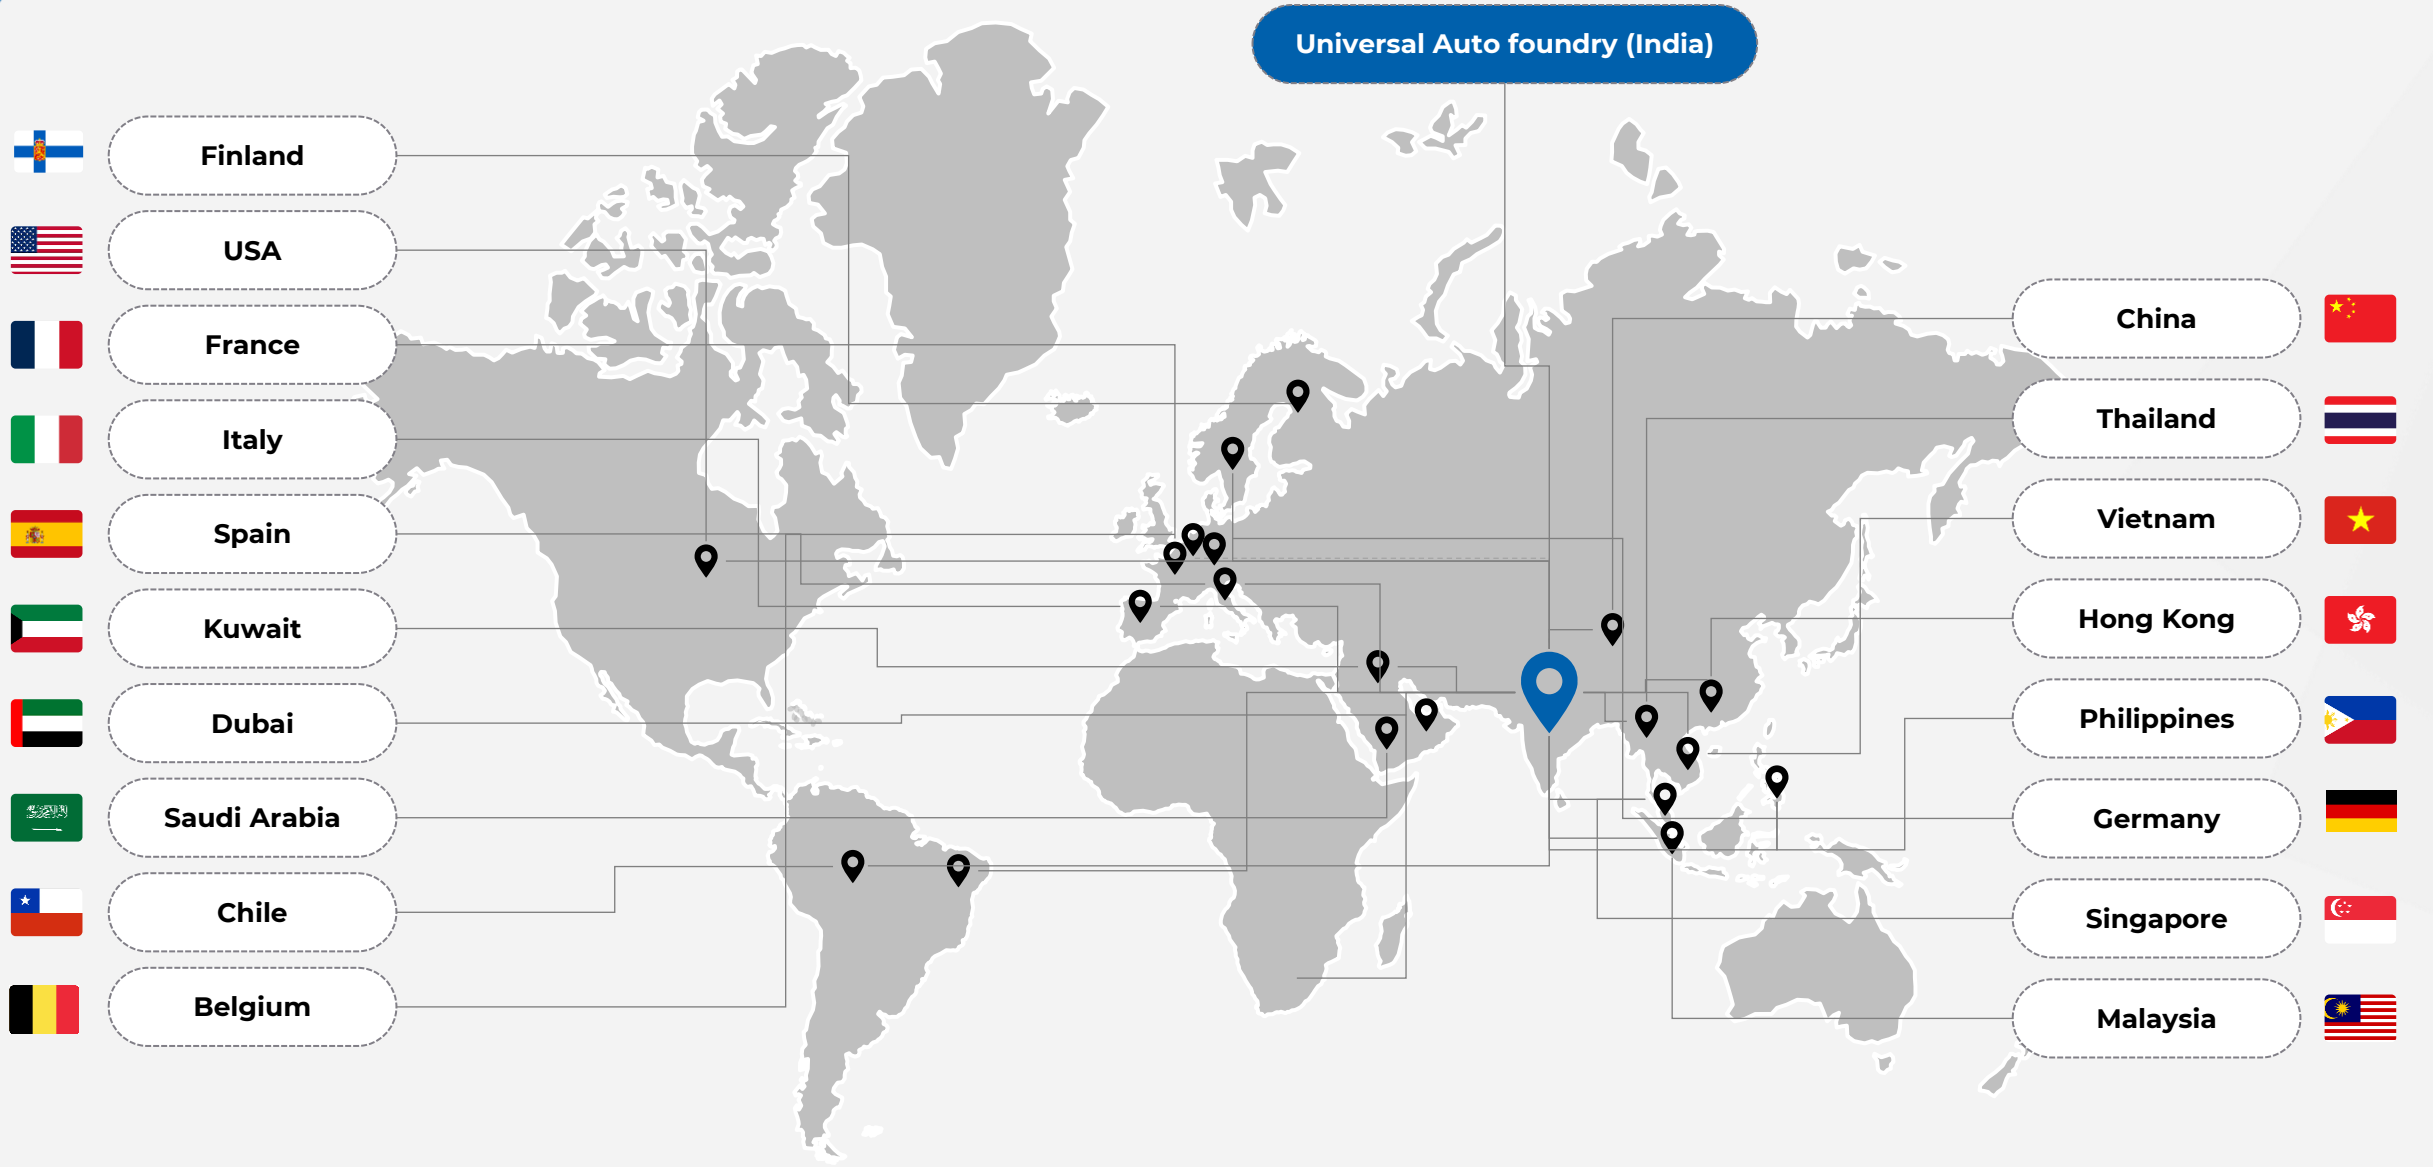 Universal Auto foundry (India)
Finland
USA
France
Italy
Spain
Kuwait
Dubai
Saudi Arabia
Chile
Belgium
China
Thailand
Vietnam
Hong Kong
Philippines
Germany
Singapore
Malaysia